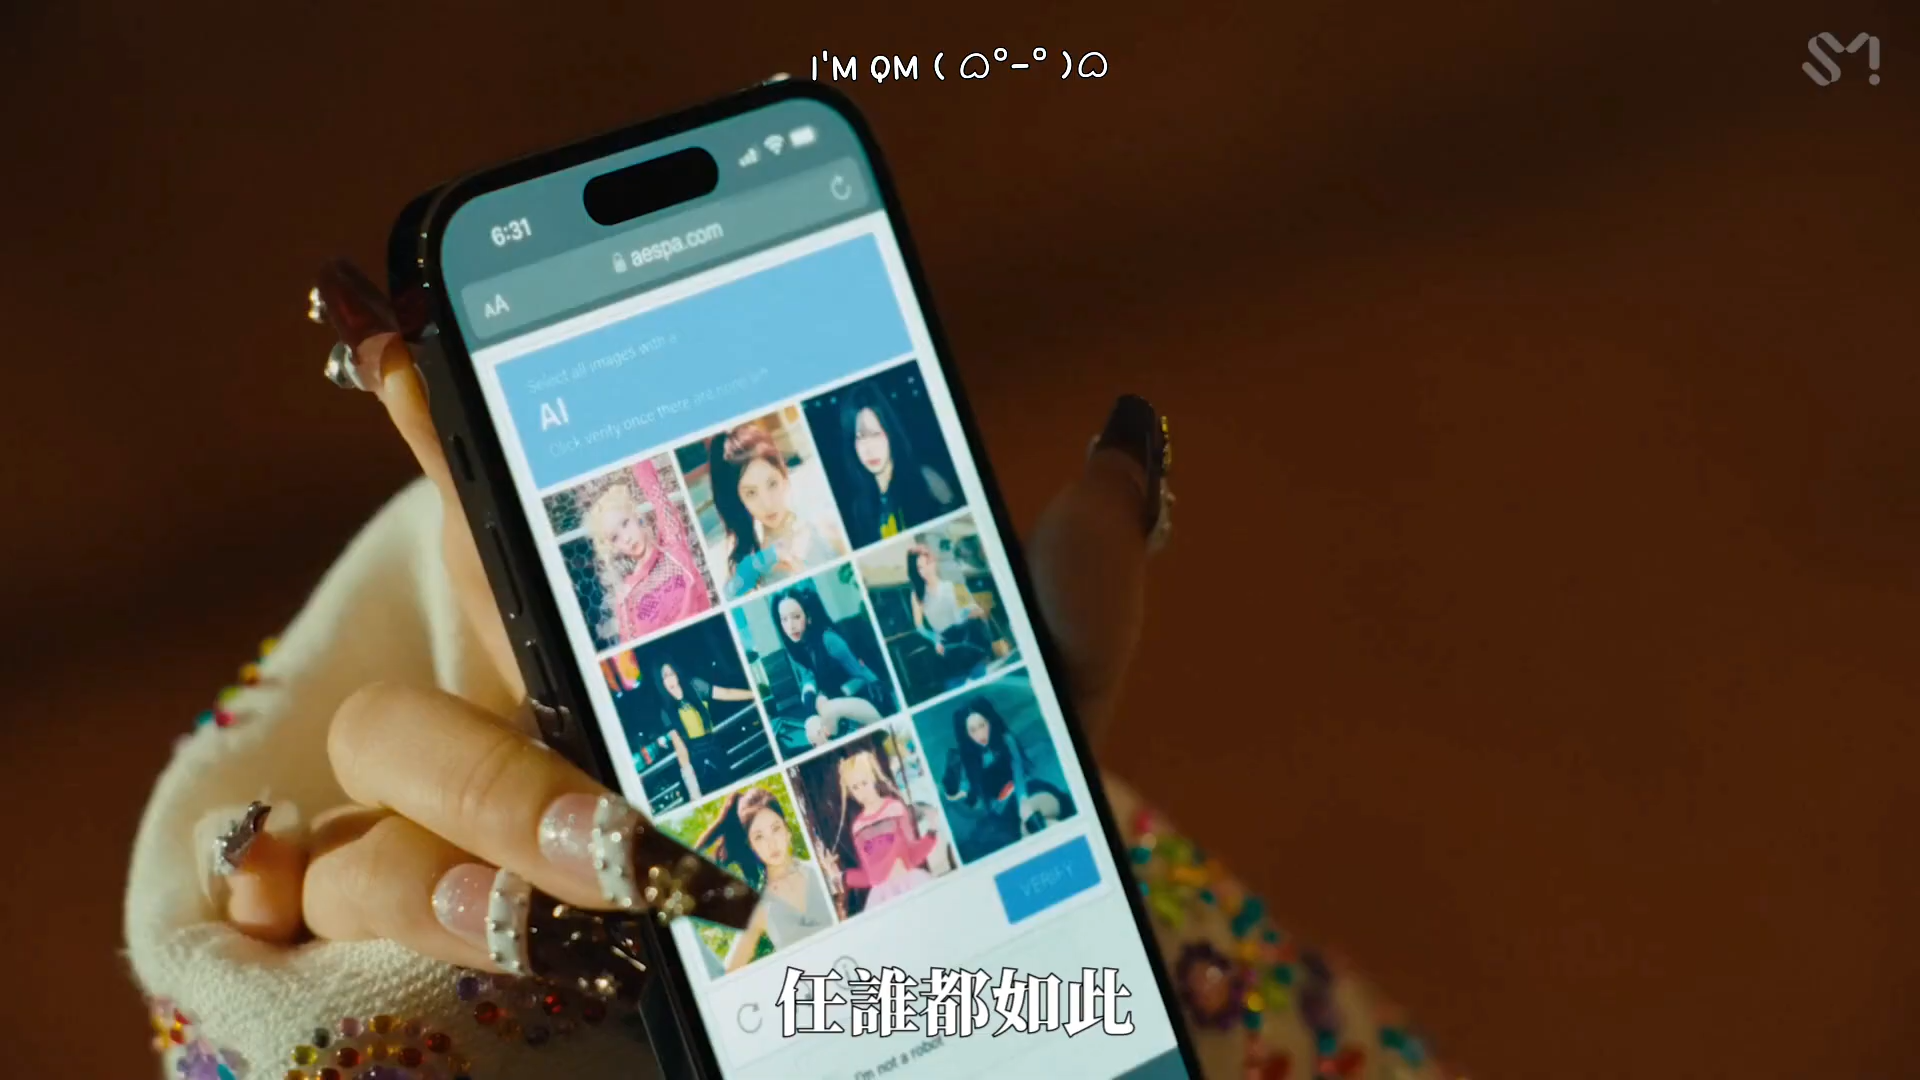 I'M QM ( ᗝ°-° )ᗝ
SM!
6:31
aespa.com
AA
Select all images with a
AI
Click verify once there are none left
VERIFY
任誰都如此
I'm not a robot